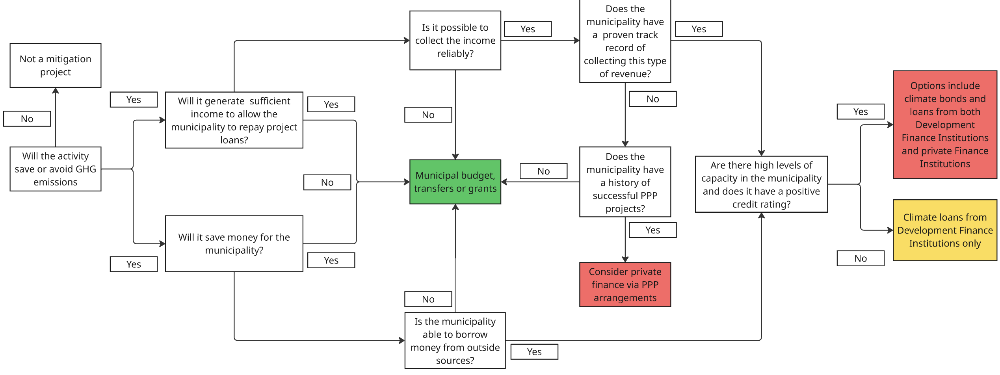 Not a mitigation
project
No
Will the activity
save or avoid GHG
emissions
Yes
Yes
Will it generate  sufficient
income to allow the
municipality to repay project
loans?
Yes
No
Will it save money for the
municipality?
Yes
Is it possible to
collect the income
reliably?
Yes
No
Municipal budget,
transfers or grants
No
Is the municipality
able to borrow
money from outside
sources?
Yes
Does the
municipality have
a  proven track
record of
collecting this type
of revenue?
Yes
No
Does the
municipality have
a history of
successful PPP
projects?
No
Yes
Consider private
finance via PPP
arrangements
Are there high levels of
capacity in the municipality
and does it have a positive
credit rating?
Yes
No
Options include
climate bonds and
loans from both
Development
Finance Institutions
and private Finance
Institutions
Climate loans from
Development Finance
Institutions only